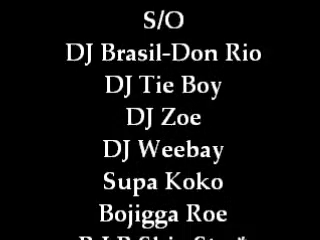 S/O
DJ Brasil-Don Rio
DJ Tie Boy
DJ Zoe
DJ Weebay
Supa Koko
Bojigga Roe